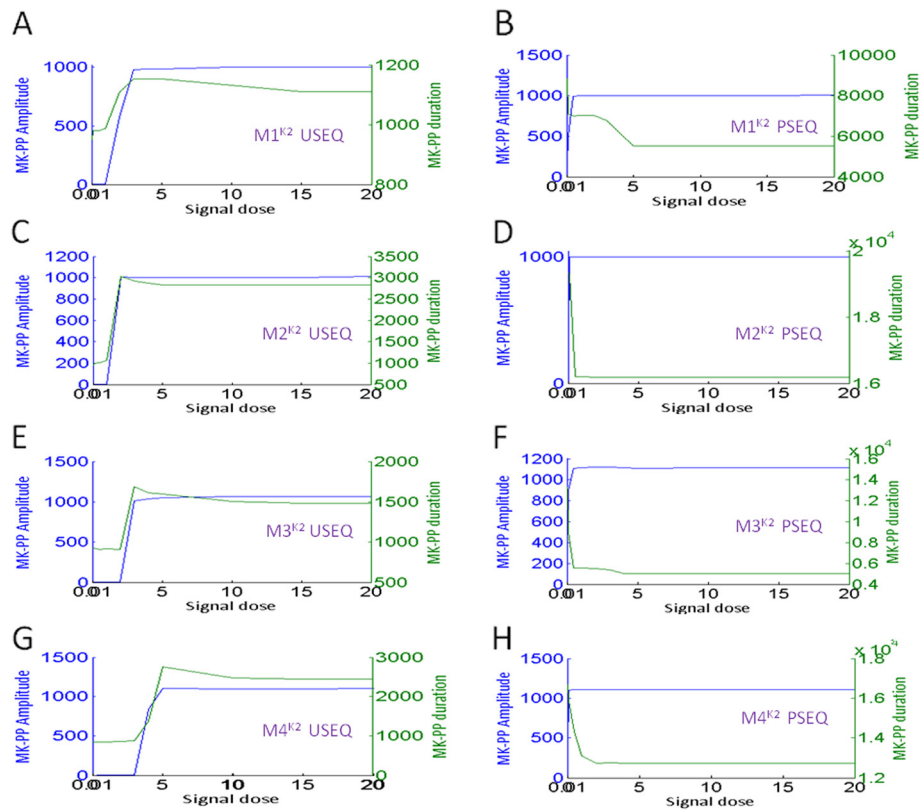 A
MK-PP Amplitude
1000
500
0
1200
1000
800
MK-PP duration
M1ᴷ² USEQ
0.01
5
10
15
20
Signal dose
B
MK-PP Amplitude
1500
1000
500
0
10000
8000
6000
4000
MK-PP duration
M1ᴷ² PSEQ
0.01
5
10
15
20
Signal dose
C
MK-PP Amplitude
1200
1000
800
600
400
200
0
3500
3000
2500
2000
1500
1000
500
MK-PP duration
M2ᴷ² USEQ
0.01
5
10
15
20
Signal dose
D
MK-PP Amplitude
1000
0
× 10⁴
2
1.8
1.6
MK-PP duration
M2ᴷ² PSEQ
0.01
5
10
15
20
Signal dose
E
MK-PP Amplitude
1500
1000
500
0
2000
1500
1000
500
MK-PP duration
M3ᴷ² USEQ
0.01
5
10
15
20
Signal dose
F
MK-PP Amplitude
1200
1000
800
600
400
200
0
× 10⁴
1.6
1.4
1.2
1
0.8
0.6
0.4
MK-PP duration
M3ᴷ² PSEQ
0.01
5
10
15
20
Signal dose
G
MK-PP Amplitude
1500
1000
500
0
3000
2000
1000
0
MK-PP duration
M4ᴷ² USEQ
0.01
5
10
15
20
Signal dose
H
MK-PP Amplitude
1500
1000
500
0
× 10⁴
1.8
1.6
1.4
1.2
MK-PP duration
M4ᴷ² PSEQ
0.01
5
10
15
20
Signal dose